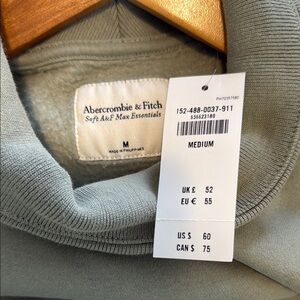 Abercrombie & Fitch
Soft A&F Max Essentials
M
MADE IN PHILIPPINES
152-488-0037-911
MEDIUM
UK £ 52
EU € 55
US $ 60
CAN $ 75